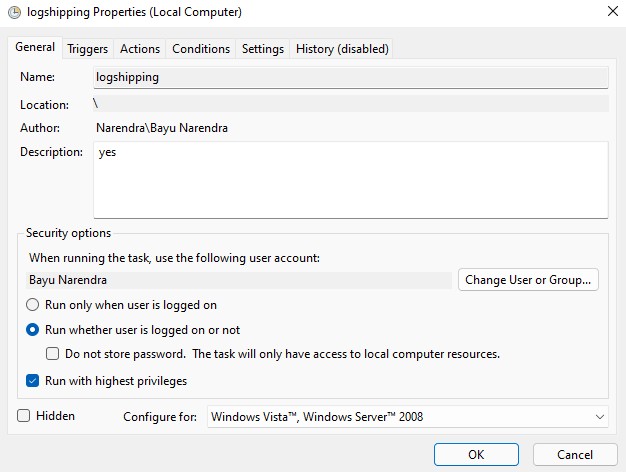 logshipping Properties (Local Computer)
General Triggers Actions Conditions Settings History (disabled)
Name: logshipping
Location: \
Author: Narendra\Bayu Narendra
Description: yes
Security options
When running the task, use the following user account:
Bayu Narendra Change User or Group...
Run only when user is logged on
Run whether user is logged on or not
Do not store password. The task will only have access to local computer resources.
Run with highest privileges
Hidden Configure for: Windows Vista™, Windows Server™ 2008
OK Cancel